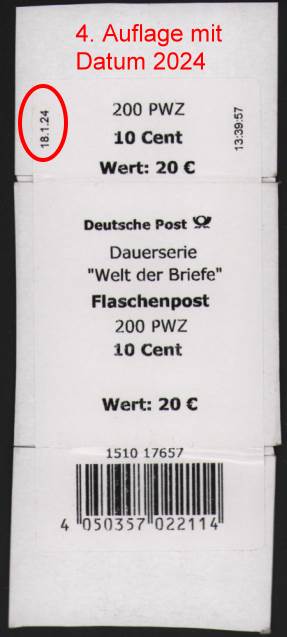 4. Auflage mit
Datum 2024
18.1.24
13:39:57
200 PWZ
10 Cent
Wert: 20 €
Deutsche Post
Dauerserie
"Welt der Briefe"
Flaschenpost
200 PWZ
10 Cent
Wert: 20 €
1510 17657
4 050357 022114